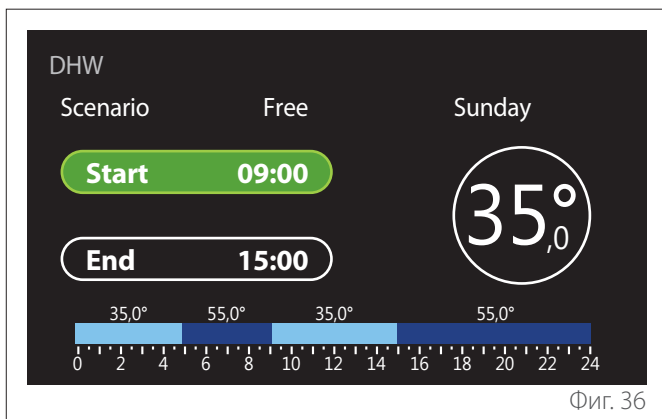 DHW
Scenario Free Sunday
Start 09:00
35,0°
End 15:00
35,0° 55,0° 35,0° 55,0°
0 2 4 6 8 10 12 14 16 18 20 22 24
Фиг. 36